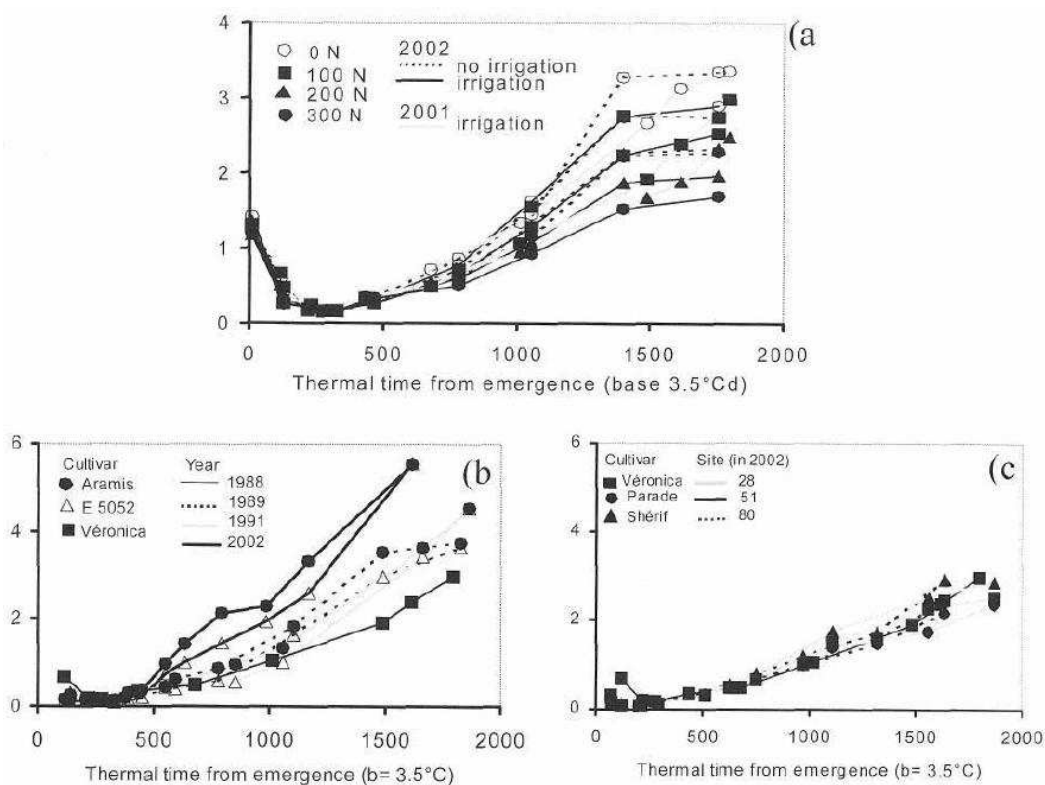 4
3
2
1
0
0 N
100 N
200 N
300 N
2002
no irrigation
irrigation
2001
irrigation
(a
0 500 1000 1500 2000
Thermal time from emergence (base 3.5°Cd)
6
4
2
0
Cultivar
Aramis
E 5052
Véronica
Year
1988
1989
1991
2002
(b)
0 500 1000 1500 2000
Thermal time from emergence (b= 3.5°C)
6
4
2
0
Cultivar
Véronica
Parade
Shérif
Site (in 2002)
28
51
80
(c
0 500 1000 1500 2000
Thermal time from emergence (b= 3.5°C)